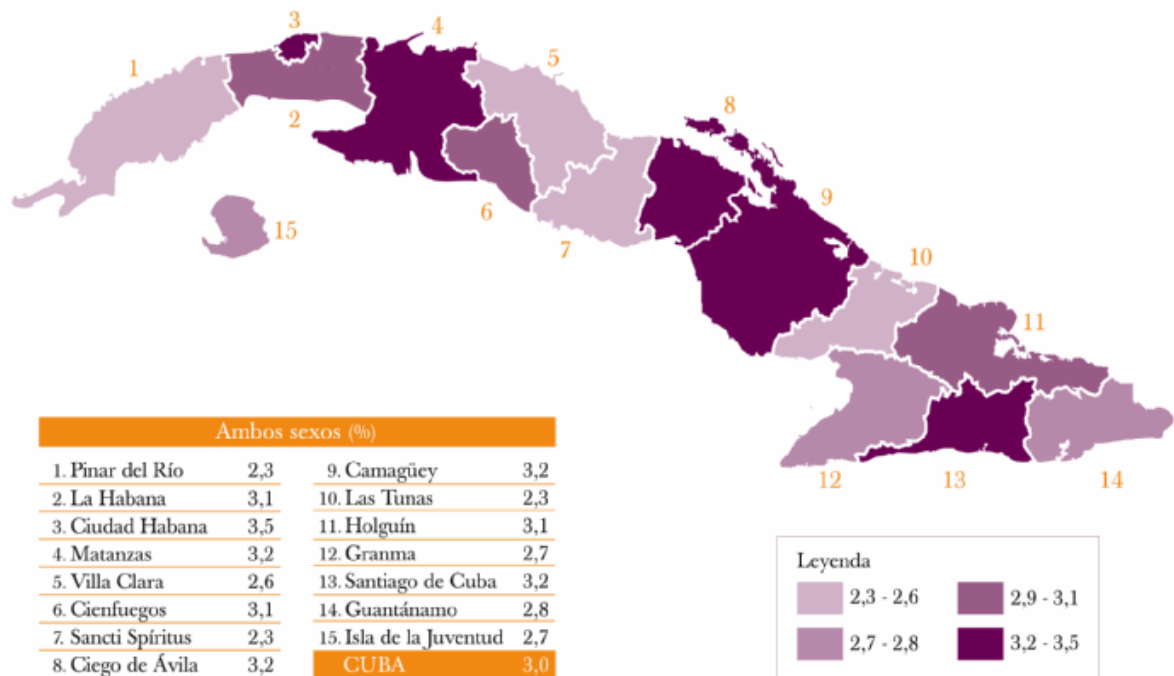 3
4
1
5
2
8
6
9
15
7
10
11
12
13
14
Ambos sexos (%)
1. Pinar del Río 2,3
2. La Habana 3,1
3. Ciudad Habana 3,5
4. Matanzas 3,2
5. Villa Clara 2,6
6. Cienfuegos 3,1
7. Sancti Spíritus 2,3
8. Ciego de Ávila 3,2
9. Camagüey 3,2
10. Las Tunas 2,3
11. Holguín 3,1
12. Granma 2,7
13. Santiago de Cuba 3,2
14. Guantánamo 2,8
15. Isla de la Juventud 2,7
CUBA 3,0
Leyenda
2,3 - 2,6
2,7 - 2,8
2,9 - 3,1
3,2 - 3,5